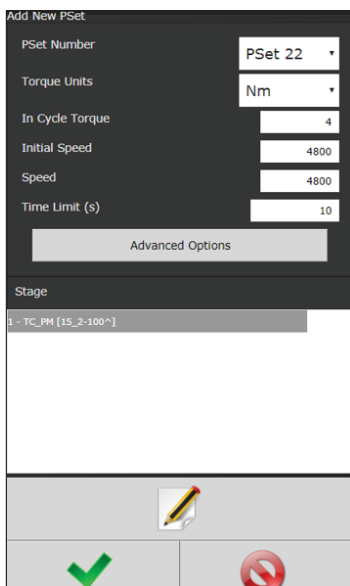 Add New PSet
PSet Number PSet 22
Torque Units Nm
In Cycle Torque 4
Initial Speed 4800
Speed 4800
Time Limit (s) 10
Advanced Options
Stage
1 - TC_PM [15_2-100^]